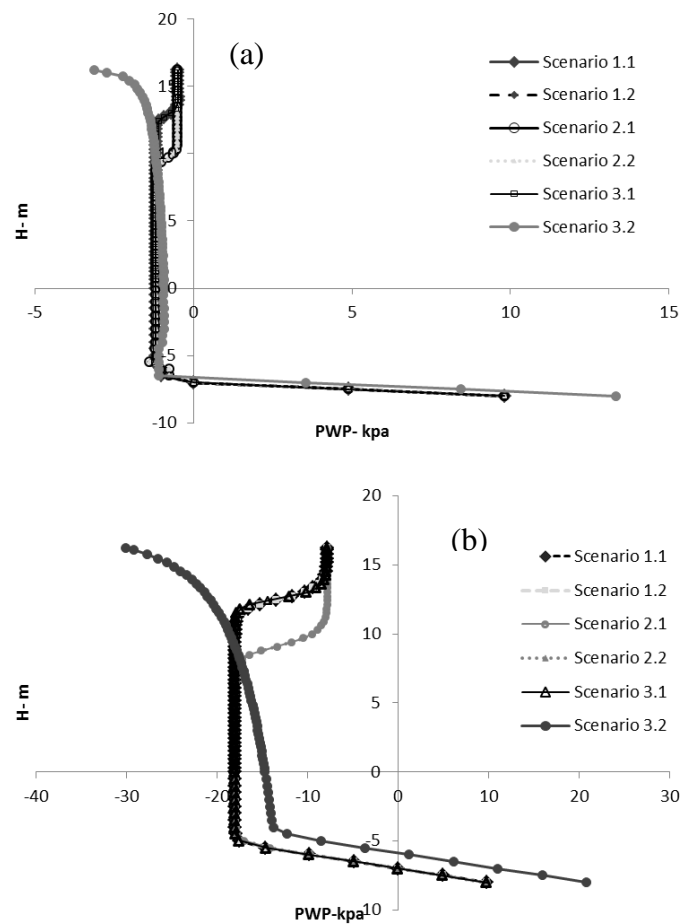 (a)
20
15
10
5
0
-5
-10
H- m
-5
0
5
10
15
PWP- kpa
Scenario 1.1
Scenario 1.2
Scenario 2.1
Scenario 2.2
Scenario 3.1
Scenario 3.2
(b)
20
15
10
5
0
-5
-10
H- m
-40
-30
-20
-10
0
10
20
30
PWP-kpa
Scenario 1.1
Scenario 1.2
Scenario 2.1
Scenario 2.2
Scenario 3.1
Scenario 3.2